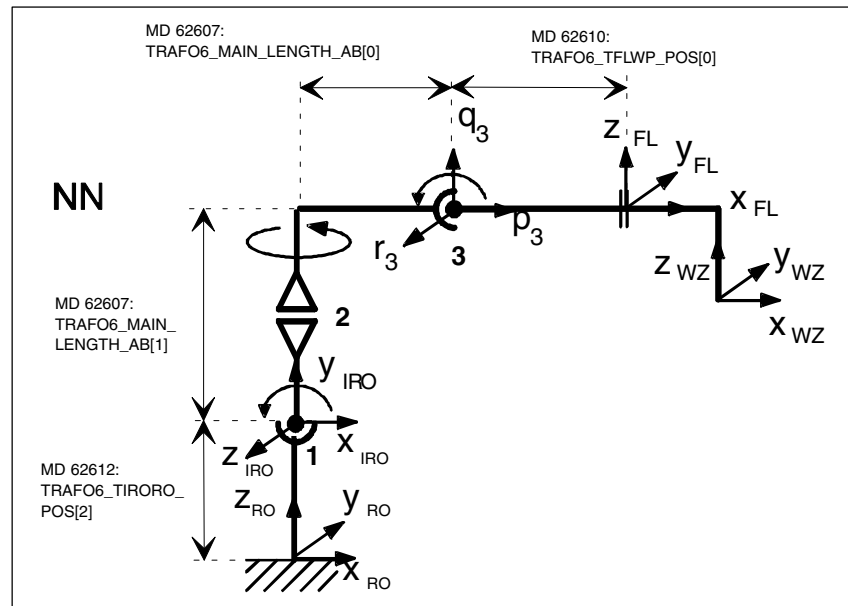 MD 62607:
TRAFO6_MAIN_LENGTH_AB[0]
MD 62610:
TRAFO6_TFLWP_POS[0]
q3
zFL
yFL
NN
xFL
p3
r3
3
zWZ
yWZ
xWZ
MD 62607:
TRAFO6_MAIN_
LENGTH_AB[1]
2
yIRO
xIRO
zIRO
1
MD 62612:
TRAFO6_TIRORO_
POS[2]
zRO
yRO
xRO